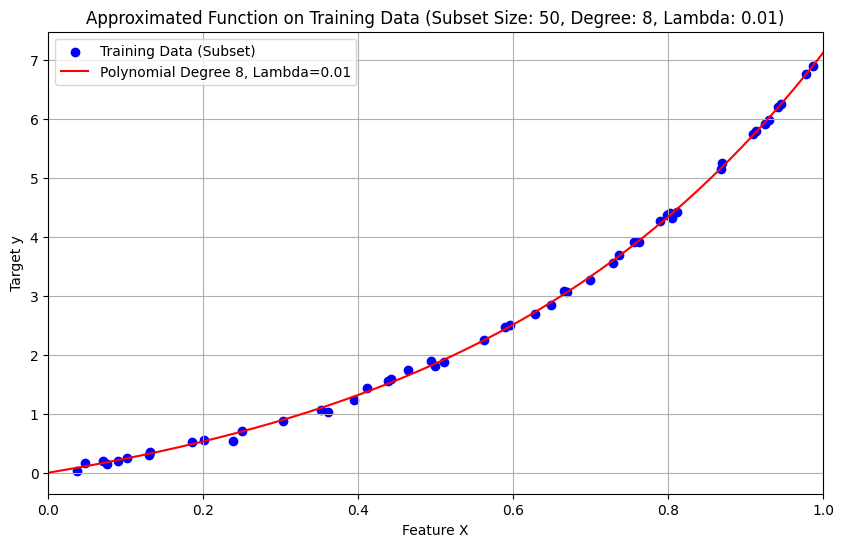 Approximated Function on Training Data (Subset Size: 50, Degree: 8, Lambda: 0.01)
Training Data (Subset)
Polynomial Degree 8, Lambda=0.01
Target y
7
6
5
4
3
2
1
0
0.0 0.2 0.4 0.6 0.8 1.0
Feature X